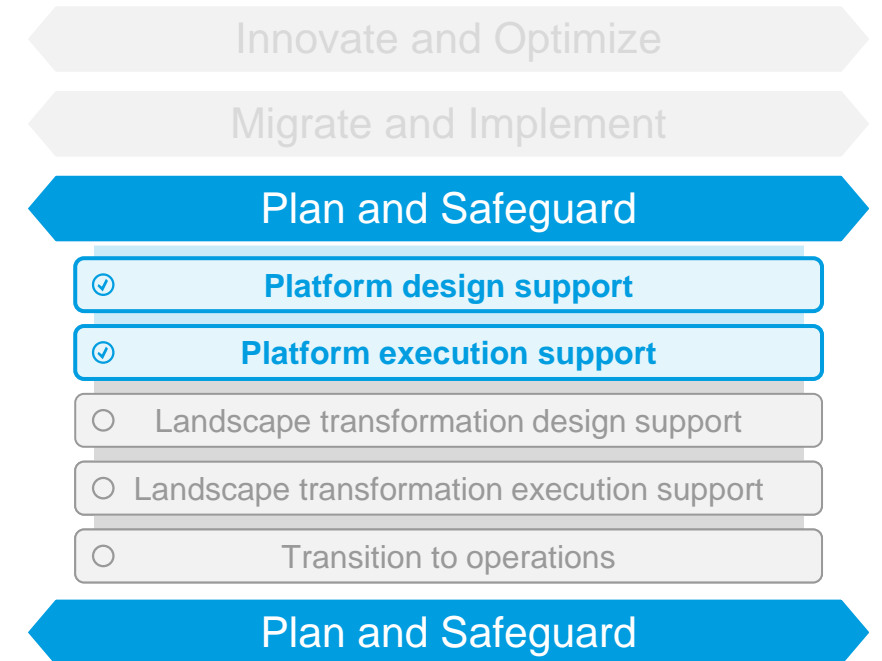 Innovate and Optimize
Migrate and Implement
Plan and Safeguard
Platform design support
Platform execution support
Landscape transformation design support
Landscape transformation execution support
Transition to operations
Plan and Safeguard